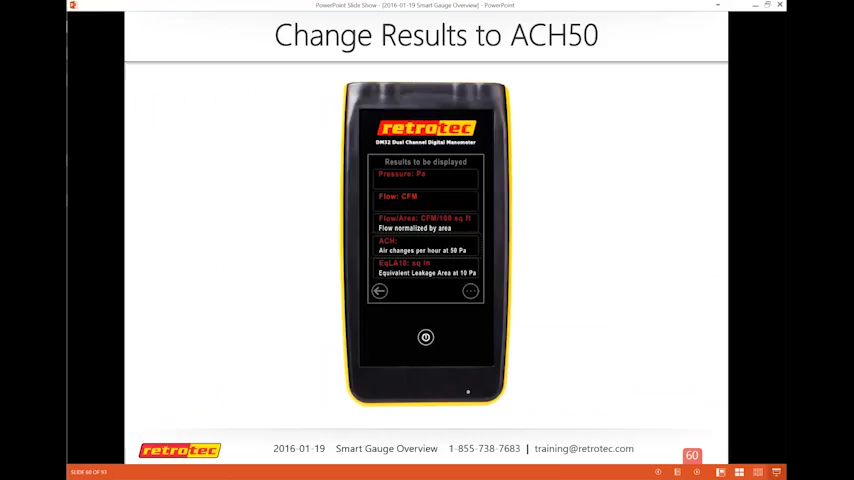 PowerPoint Slide Show - [2016-01-19 Smart Gauge Overview] - PowerPoint
Change Results to ACH50
retrotec
DM32 Dual Channel Digital Manometer
Results to be displayed
Pressure: Pa
Flow: CFM
Flow/Area: CFM/100 sq ft
Flow normalized by area
ACH:
Air changes per hour at 50 Pa
EqLA10: sq in
Equivalent Leakage Area at 10 Pa
retrotec
2016-01-19 Smart Gauge Overview 1-855-738-7683 | training@retrotec.com
60
SLIDE 60 OF 93